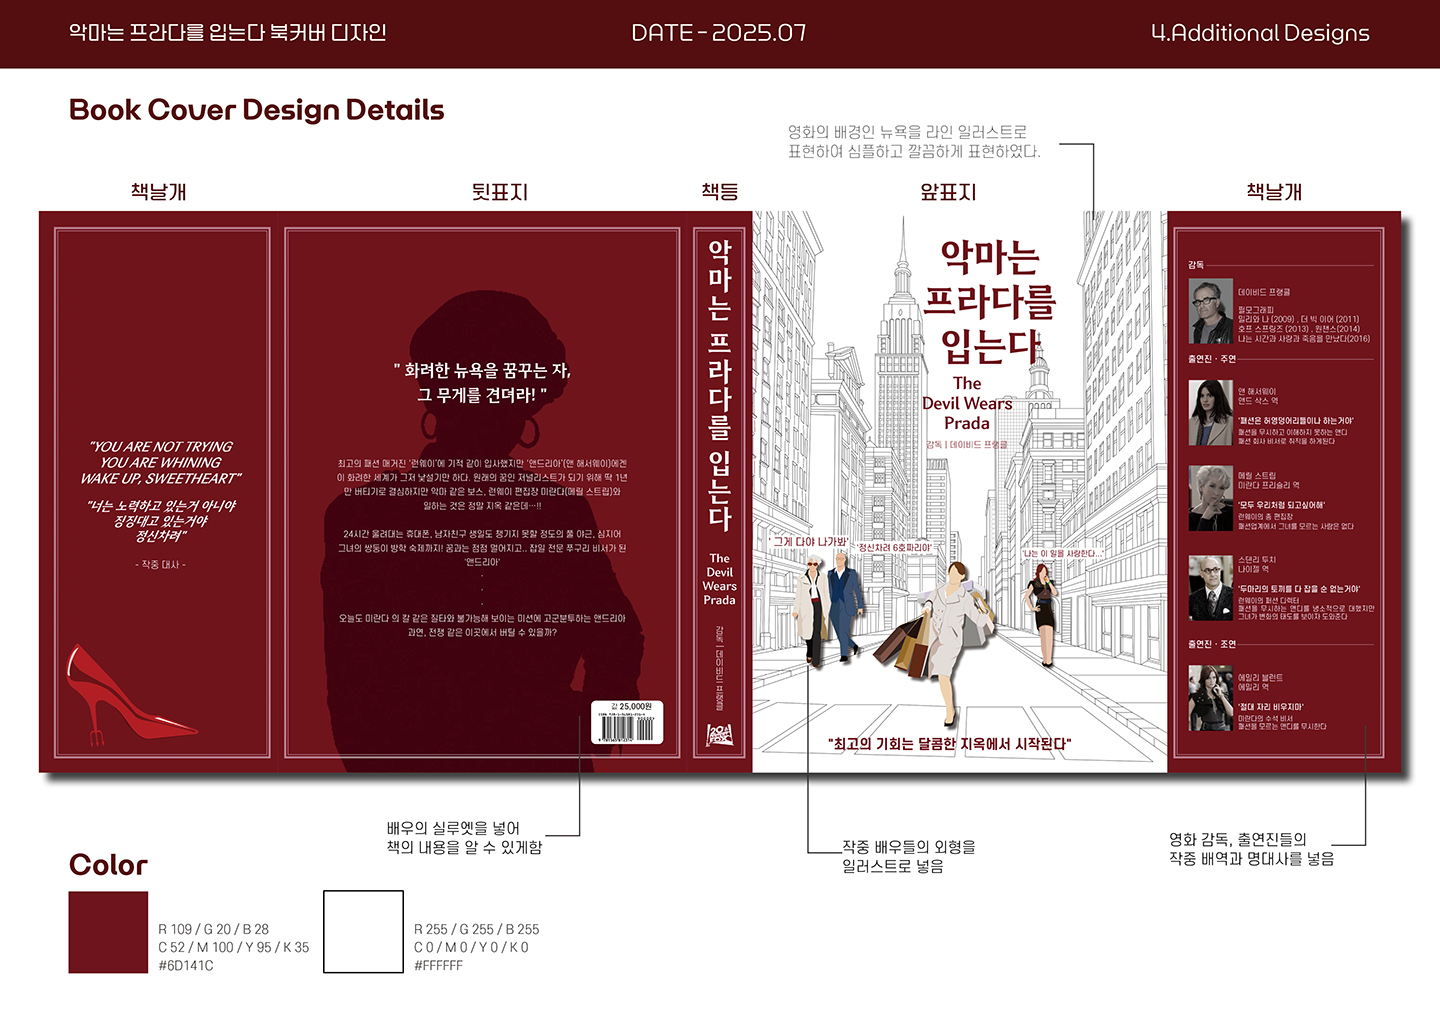 악마는 프라다를 입는다 북커버 디자인
DATE - 2025.07
4.Additional Designs
Book Cover Design Details
영화의 배경인 뉴욕을 라인 일러스트로
표현하여 심플하고 깔끔하게 표현하였다.
책날개
뒷표지
책등
앞표지
책날개
"YOU ARE NOT TRYING
YOU ARE WHINING
WAKE UP, SWEETHEART"
"너는 노력하고 있는거 아니야
징징대고 있는거야
정신차려"
- 작중 대사 -
" 화려한 뉴욕을 꿈꾸는 자,
그 무게를 견뎌라! "
최고의 패션 매거진 '런웨이'에 기적 같이 입사했지만 '앤드리아'(앤 해서웨이)에겐
이 화려한 세계가 그저 낯설기만 하다. 원래의 꿈인 저널리스트가 되기 위해 딱 1년
만 버티기로 결심하지만 악마 같은 보스, 런웨이 편집장 미란다(메릴 스트립)와
일하는 것은 정말 지옥 같은데…!!
24시간 울려대는 휴대폰, 남자친구 생일도 챙기지 못할 정도의 풀 야근, 심지어
그녀의 쌍둥이 방학 숙제까지! 꿈과는 점점 멀어지고.. 잡일 전문 푸구리 비서가 된
'앤드리아'
.
.
.
오늘도 미란다 의 칼 같은 질타와 불가능해 보이는 미션에 고군분투하는 앤드리아
과연, 전쟁 같은 이곳에서 버틸 수 있을까?
값 25,000원
악마는 프라다를 입는다
The
Devil
Wears
Prada
감독 | 데이비드 프랭클
악마는
프라다를
입는다
The
Devil Wears
Prada
감독 | 데이비드 프랭클
' 그게 다야 나가봐'
'정신차려 6호짜리야'
'나는 이 일을 사랑한다...'
"최고의 기회는 달콤한 지옥에서 시작된다"
감독
데이비드 프랭클
필모그래피
말리와 나 (2009) , 더 빅 이어 (2011)
호프 스프링즈 (2013) , 원챈스(2014)
나는 시간과 사랑과 죽음을 만났다(2016)
출연진 · 주연
앤 해서웨이
앤드 삭스 역
'패션은 허영덩어리들이나 하는거야'
패션을 무시하고 이해하지 못하는 앤디
패션 회사 비서로 취직을 하게된다
메릴 스트립
미란다 프리슬리 역
'모두 우리처럼 되고싶어해'
런웨이의 총 편집장
패션업계에서 그녀를 모르는 사람은 없다
스탠리 투치
나이젤 역
'두마리의 토끼를 다 잡을 순 없는거야'
런웨이의 패션 디렉터
패션을 무시하는 앤디를 냉소적으로 대했지만
그녀가 변화의 태도를 보이자 도와준다
출연진 · 조연
에밀리 블런트
에밀리 역
'절대 자리 비우지마'
미란다의 수석 비서
패션을 모르는 앤디를 무시한다
배우의 실루엣을 넣어
책의 내용을 알 수 있게함
작중 배우들의 외형을
일러스트로 넣음
영화 감독, 출연진들의
작중 배역과 명대사를 넣음
Color
R 109 / G 20 / B 28
C 52 / M 100 / Y 95 / K 35
#6D141C
R 255 / G 255 / B 255
C 0 / M 0 / Y 0 / K 0
#FFFFFF